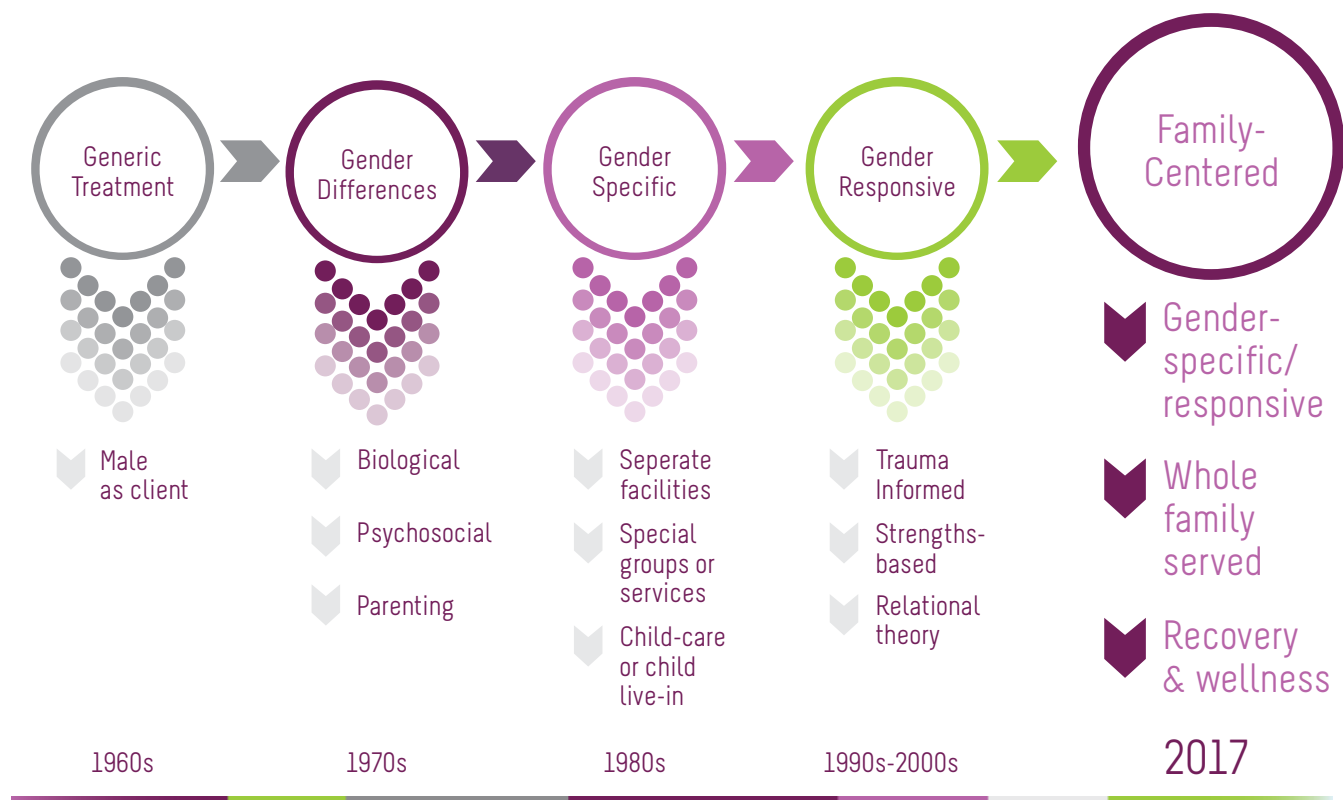 Generic
Treatment
Male
as client
1960s
Gender
Differences
Biological
Psychosocial
Parenting
1970s
Gender
Specific
Seperate
facilities
Special
groups or
services
Child-care
or child
live-in
1980s
Gender
Responsive
Trauma
Informed
Strengths-
based
Relational
theory
1990s-2000s
Family-
Centered
Gender-
specific/
responsive
Whole
family
served
Recovery
& wellness
2017